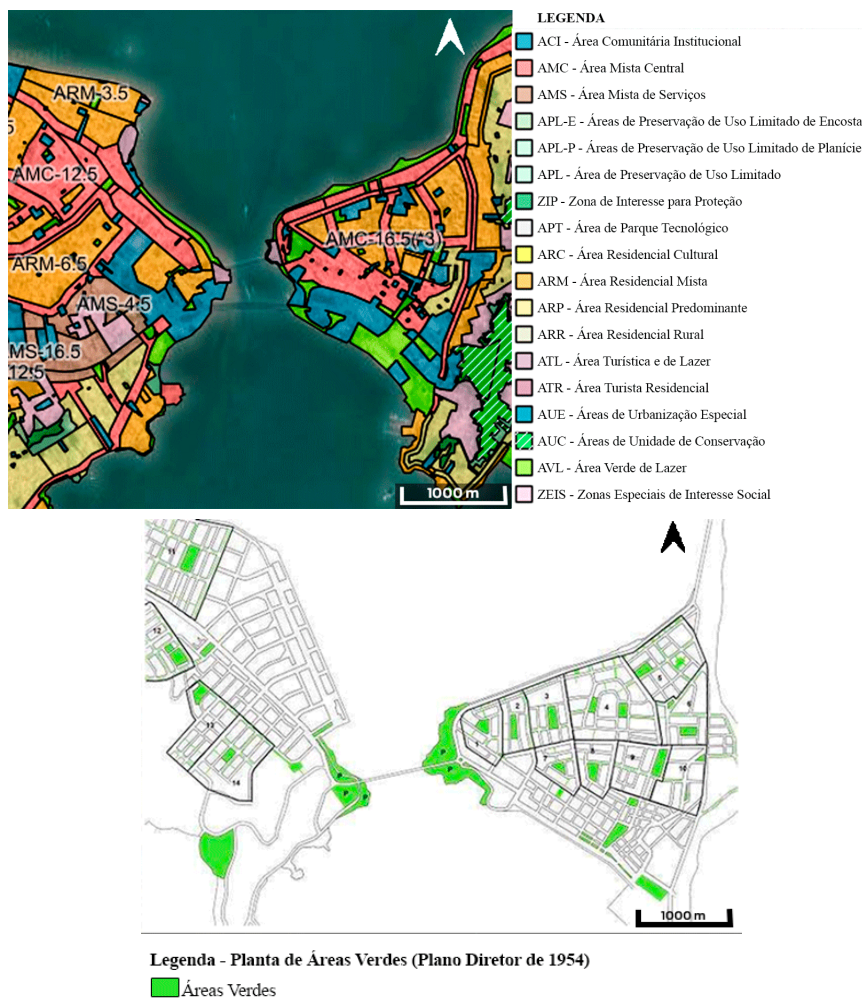 LEGENDA
ACI - Área Comunitária Institucional
AMC - Área Mista Central
AMS - Área Mista de Serviços
APL-E - Áreas de Preservação de Uso Limitado de Encosta
APL-P - Áreas de Preservação de Uso Limitado de Planície
APL - Área de Preservação de Uso Limitado
ZIP - Zona de Interesse para Proteção
APT - Área de Parque Tecnológico
ARC - Área Residencial Cultural
ARM - Área Residencial Mista
ARP - Área Residencial Predominante
ARR - Área Residencial Rural
ATL - Área Turística e de Lazer
ATR - Área Turista Residencial
AUE - Áreas de Urbanização Especial
AUC - Áreas de Unidade de Conservação
AVL - Área Verde de Lazer
ZEIS - Zonas Especiais de Interesse Social
ARM-3.5
5
AMC-12.5
AMC-16.5(*3)
ARM-6.5
AMS-4.5
MS-16.5
12.5
1000 m
11
12
13
14
P
P
P
P
P
1
2
3
4
5
6
7
8
9
10
1000 m
Legenda - Planta de Áreas Verdes (Plano Diretor de 1954)
Áreas Verdes